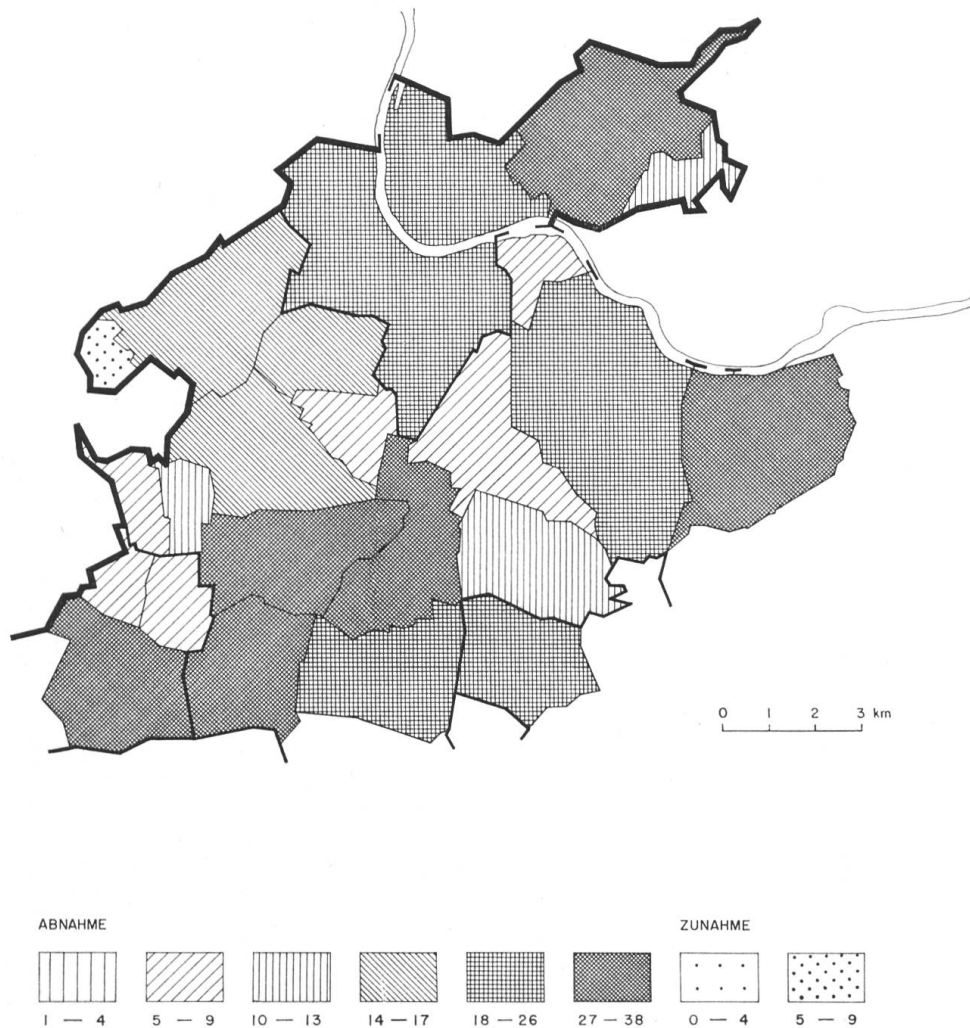 0 1 2 3 km
ABNAHME ZUNAHME
1 — 4 5 — 9 10 — 13 14 — 17 18 — 26 27 — 38 0 — 4 5 — 9